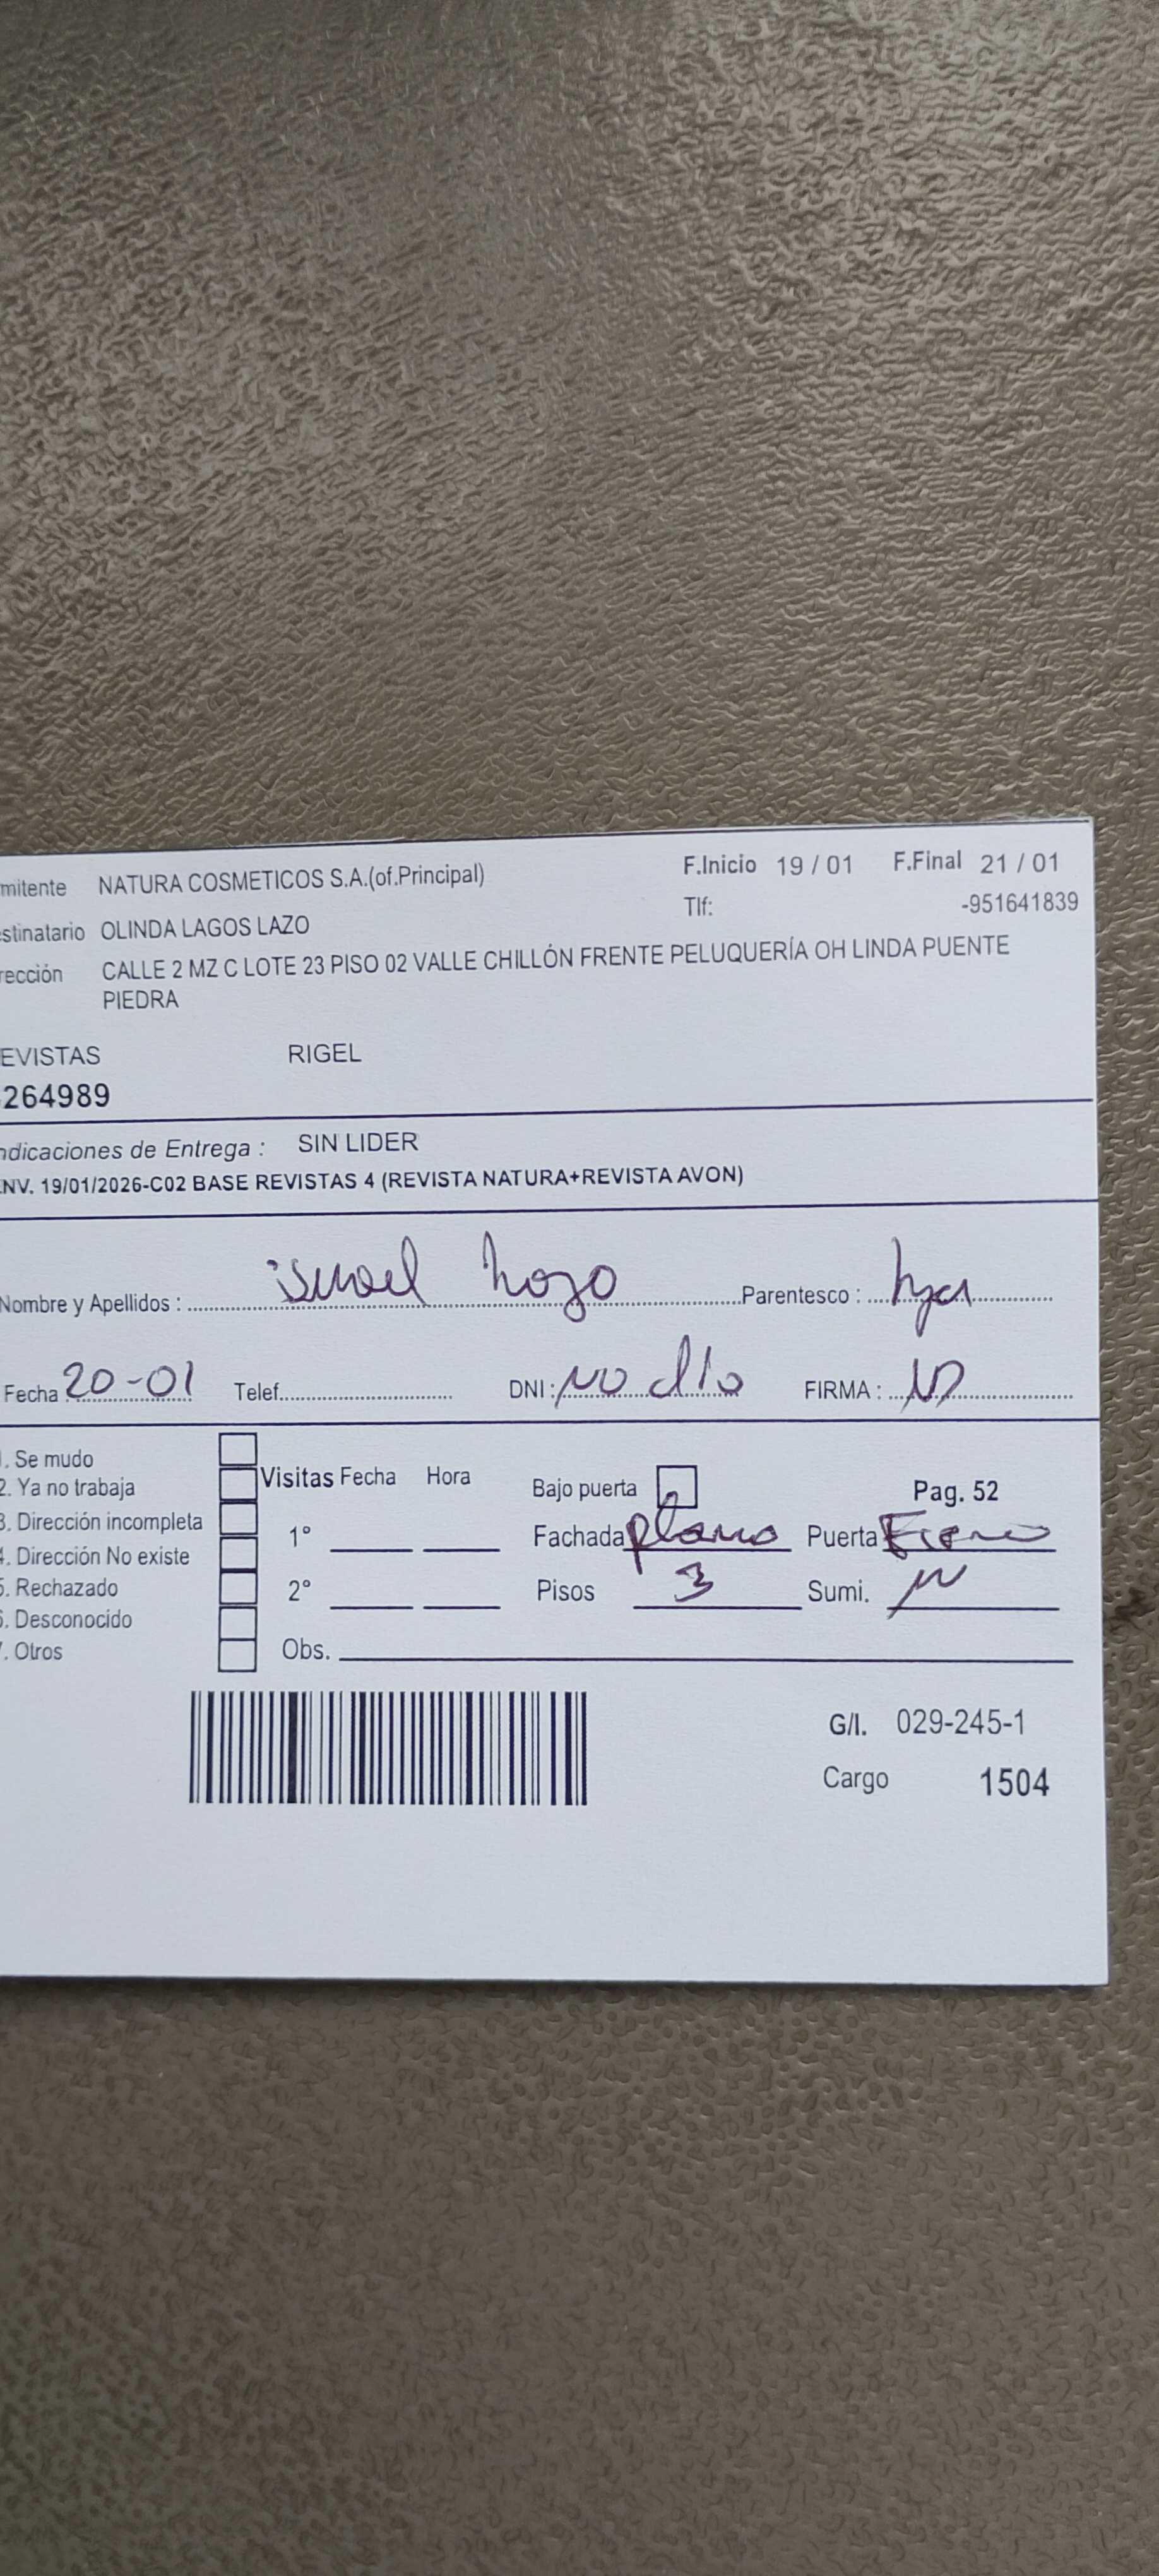 mitente NATURA COSMETICOS S.A.(of.Principal) F.Inicio 19 / 01 F.Final 21 / 01
stinatario OLINDA LAGOS LAZO Tlf: -951641839
rección CALLE 2 MZ C LOTE 23 PISO 02 VALLE CHILLÓN FRENTE PELUQUERÍA OH LINDA PUENTE
PIEDRA
EVISTAS RIGEL
264989
ndicaciones de Entrega : SIN LIDER
NV. 19/01/2026-C02 BASE REVISTAS 4 (REVISTA NATURA+REVISTA AVON)
Nombre y Apellidos : Parentesco :
Fecha 20-01 Telef. DNI: NO dIo FIRMA :
1. Se mudo
2. Ya no trabaja Visitas Fecha Hora Bajo puerta Pag. 52
3. Dirección incompleta 1° Fachada Puerta
4. Dirección No existe
5. Rechazado 2° Pisos 3 Sumi.
6. Desconocido
7. Otros Obs.
G/I. 029-245-1
Cargo 1504